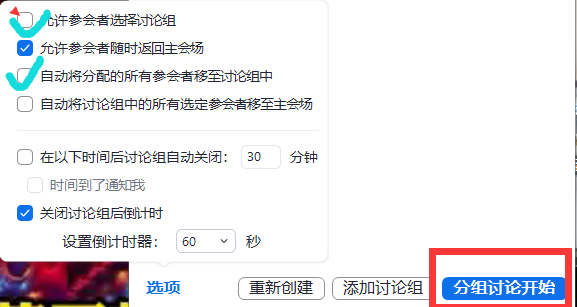 允许参会者选择讨论组
允许参会者随时返回主会场
自动将分配的所有参会者移至讨论组中
自动将讨论组中的所有选定参会者移至主会场
在以下时间后讨论组自动关闭： 30 分钟
时间到了通知我
关闭讨论组后倒计时
设置倒计时器： 60 秒
选项 重新创建 添加讨论组 分组讨论开始